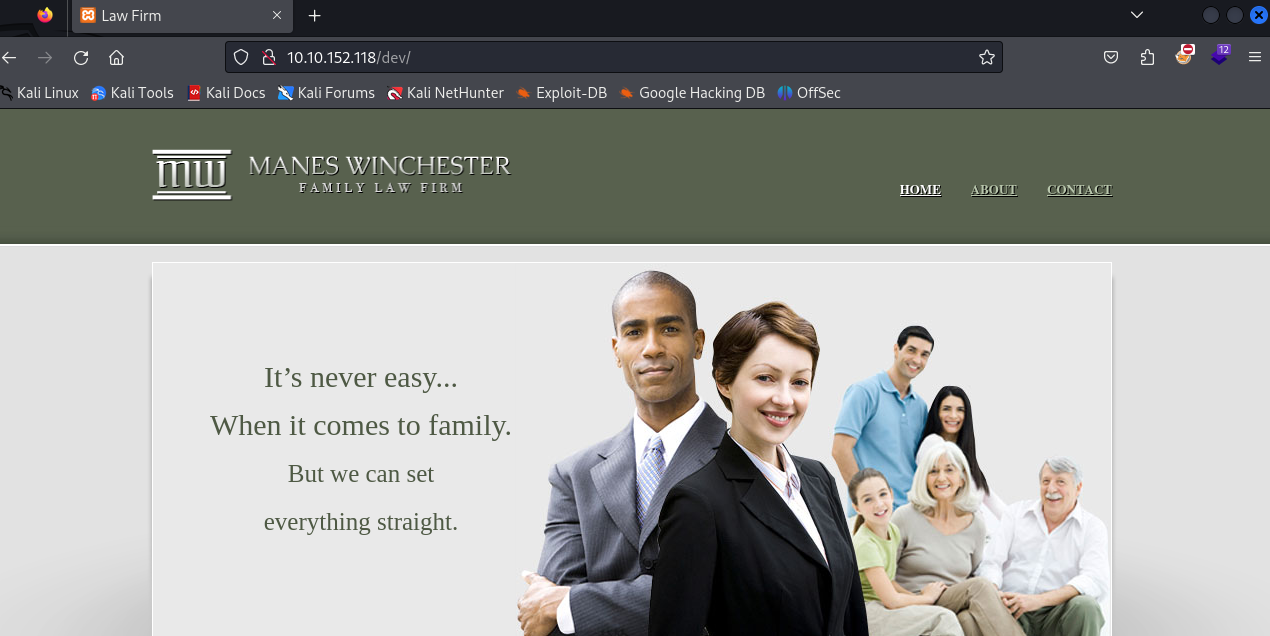 Law Firm
10.10.152.118/dev/
12
Kali Linux Kali Tools Kali Docs Kali Forums Kali NetHunter Exploit-DB Google Hacking DB OffSec
mw MANES WINCHESTER
FAMILY LAW FIRM
HOME ABOUT CONTACT
It’s never easy...
When it comes to family.
But we can set
everything straight.